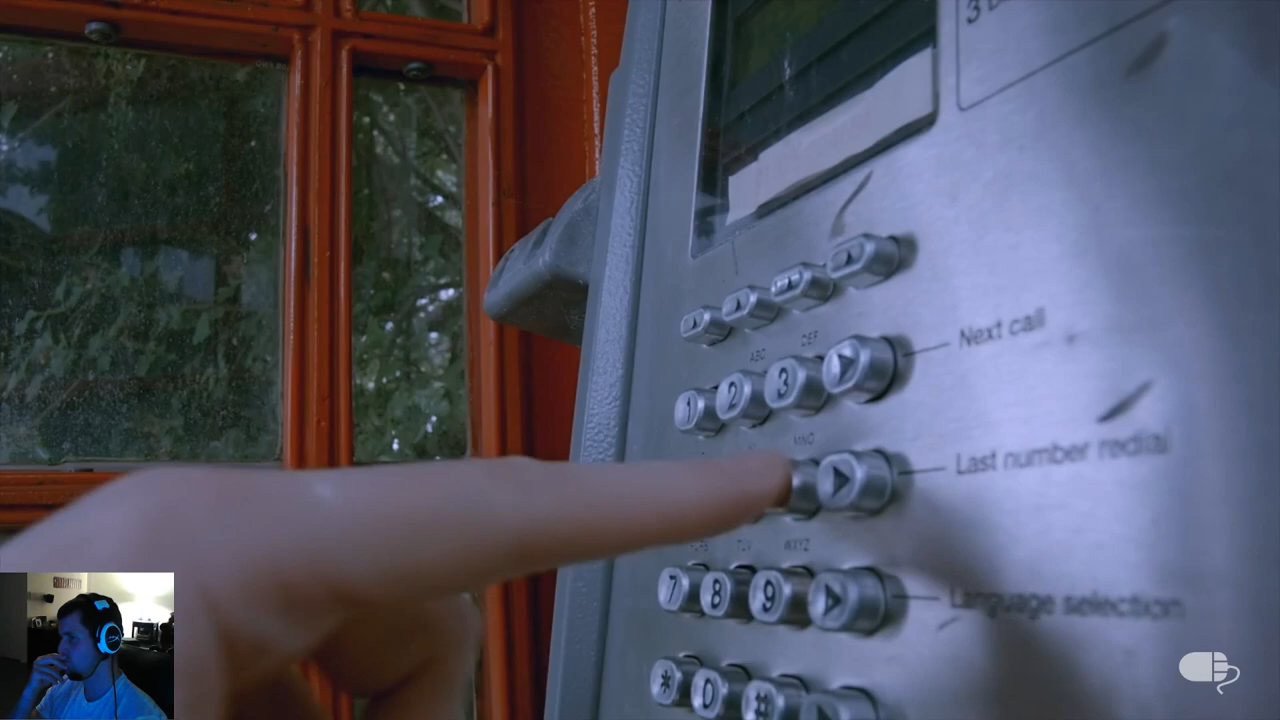 3
Next call
ABC DEF
1 2 3
MNO
Last number redial
TUV WXYZ
7 8 9
Language selection
* 0 #